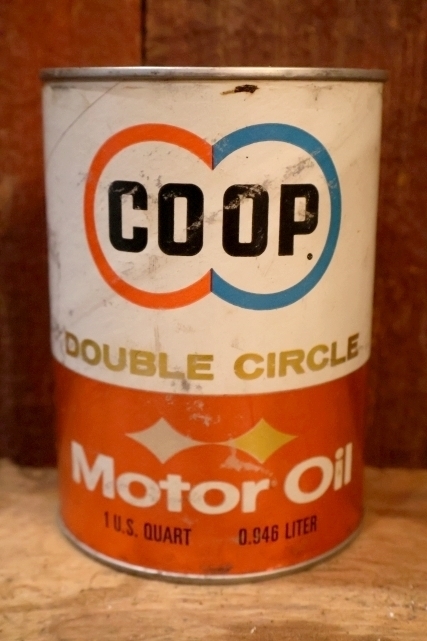 CO OP
DOUBLE CIRCLE
Motor Oil
1 U.S. QUART 0.946 LITER